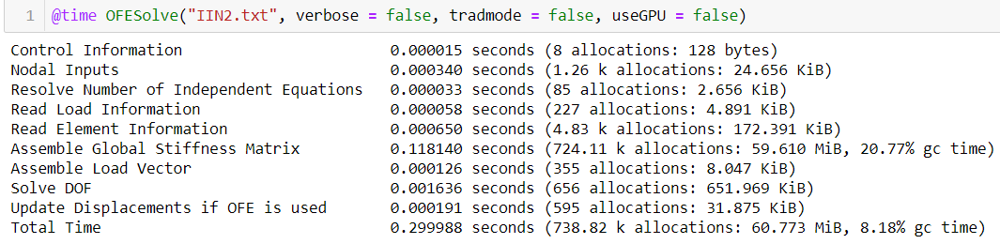 1 @time OFESolve("IIN2.txt", verbose = false, tradmode = false, useGPU = false)
Control Information 0.000015 seconds (8 allocations: 128 bytes)
Nodal Inputs 0.000340 seconds (1.26 k allocations: 24.656 KiB)
Resolve Number of Independent Equations 0.000033 seconds (85 allocations: 2.656 KiB)
Read Load Information 0.000058 seconds (227 allocations: 4.891 KiB)
Read Element Information 0.000650 seconds (4.83 k allocations: 172.391 KiB)
Assemble Global Stiffness Matrix 0.118140 seconds (724.11 k allocations: 59.610 MiB, 20.77% gc time)
Assemble Load Vector 0.000126 seconds (355 allocations: 8.047 KiB)
Solve DOF 0.001636 seconds (656 allocations: 651.969 KiB)
Update Displacements if OFE is used 0.000191 seconds (595 allocations: 31.875 KiB)
Total Time 0.299988 seconds (738.82 k allocations: 60.773 MiB, 8.18% gc time)